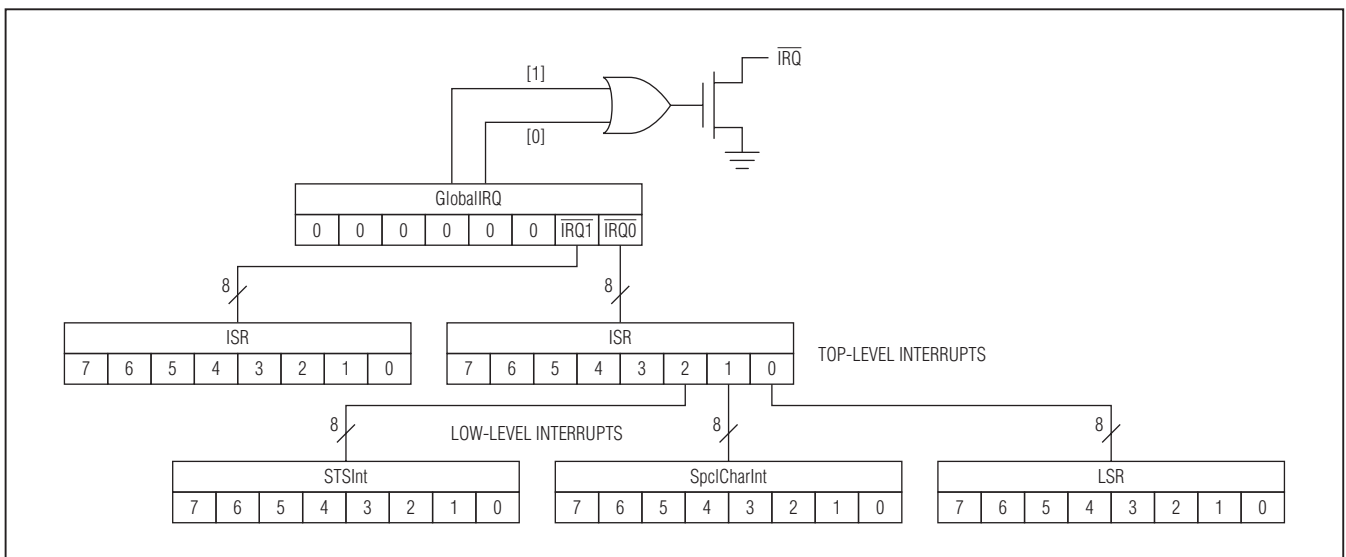 [1]
IRQ
[0]
GlobalIRQ
0 0 0 0 0 0 IRQ1 IRQ0
8 8
ISR ISR
7 6 5 4 3 2 1 0 7 6 5 4 3 2 1 0
TOP-LEVEL INTERRUPTS
8 LOW-LEVEL INTERRUPTS 8 8
STSInt SpclCharInt LSR
7 6 5 4 3 2 1 0 7 6 5 4 3 2 1 0 7 6 5 4 3 2 1 0